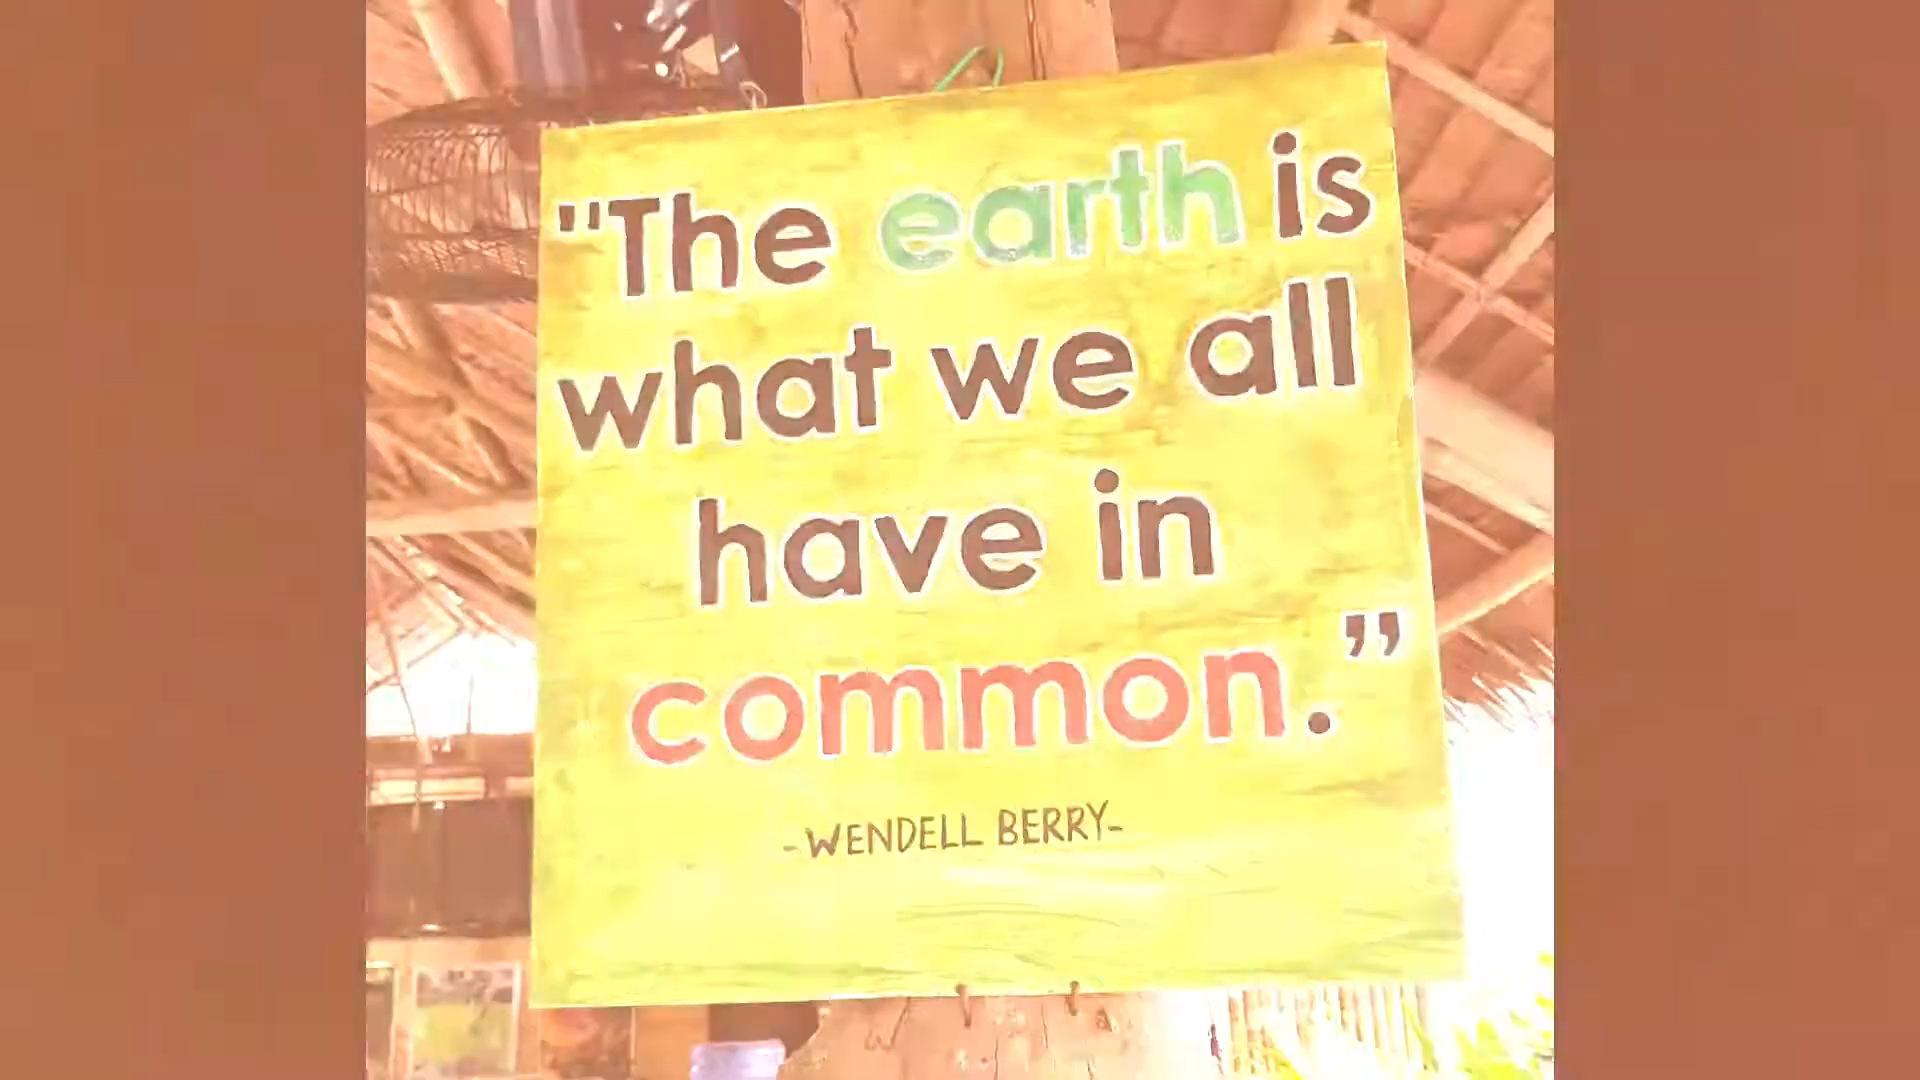 "The earth is
what we all
have in
common.”
-WENDELL BERRY-